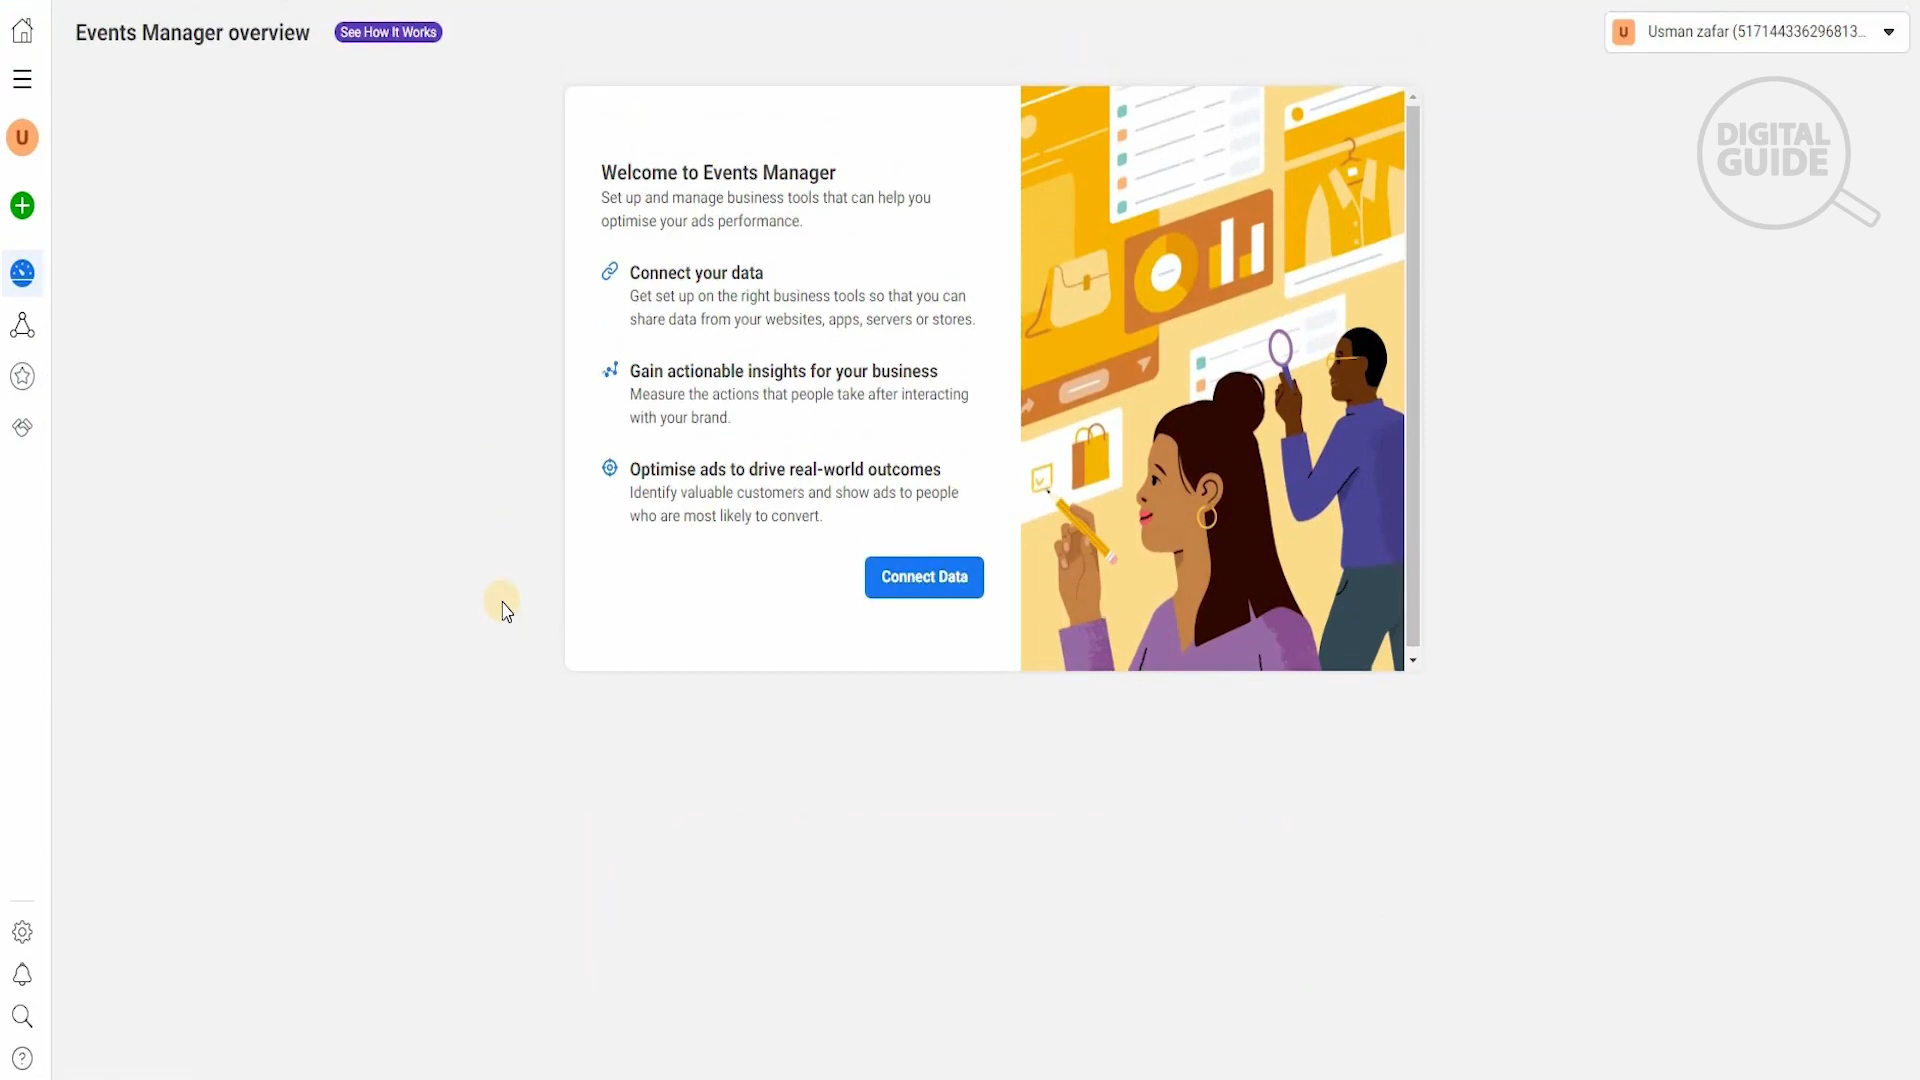 Events Manager overview
See How It Works
U
Usman zafar (517144336296813...
DIGITAL
GUIDE
U
Welcome to Events Manager
Set up and manage business tools that can help you
optimise your ads performance.
Connect your data
Get set up on the right business tools so that you can
share data from your websites, apps, servers or stores.
Gain actionable insights for your business
Measure the actions that people take after interacting
with your brand.
Optimise ads to drive real-world outcomes
Identify valuable customers and show ads to people
who are most likely to convert.
Connect Data